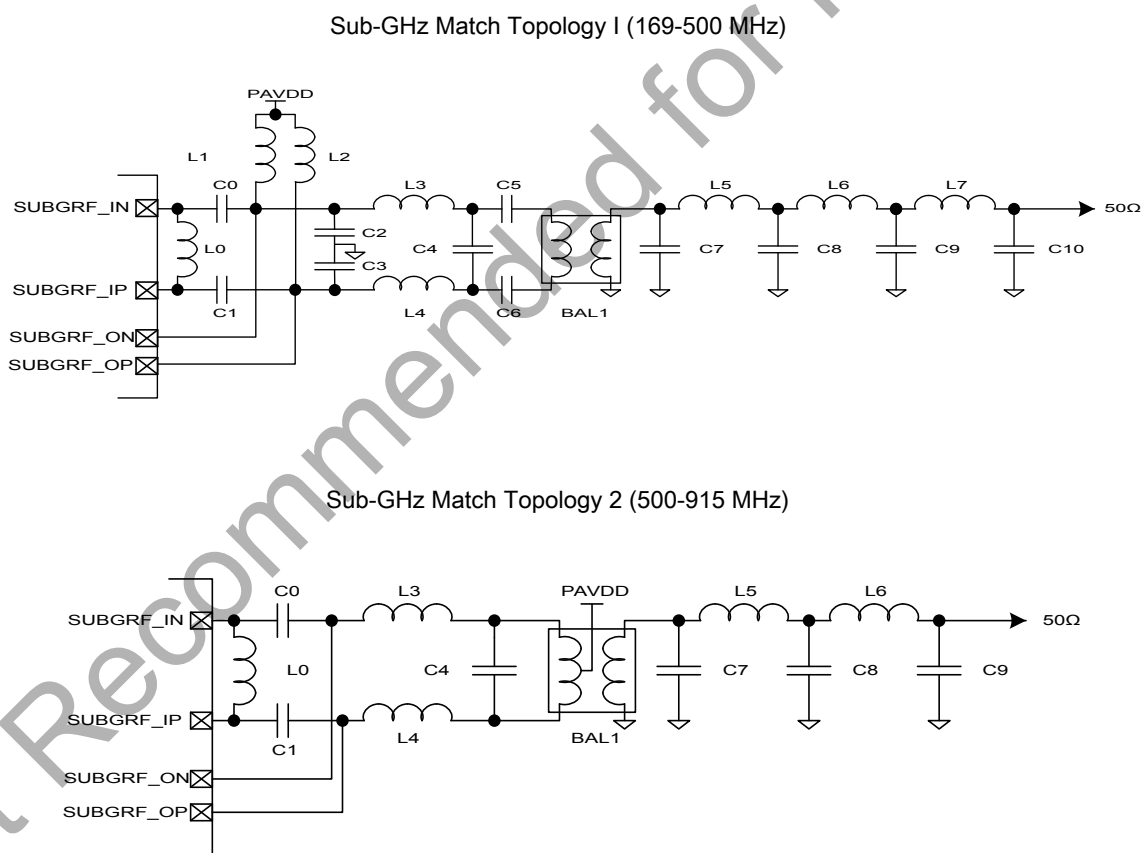 Sub-GHz Match Topology I (169-500 MHz)
PAVDD
L1
L2
C0
L3
C5
L5
L6
L7
SUBGRF_IN
50Ω
L0
C2
C3
C4
C7
C8
C9
C10
SUBGRF_IP
C1
L4
C6
BAL1
SUBGRF_ON
SUBGRF_OP
Sub-GHz Match Topology 2 (500-915 MHz)
C0
L3
PAVDD
L5
L6
SUBGRF_IN
50Ω
L0
C4
C7
C8
C9
SUBGRF_IP
C1
L4
BAL1
SUBGRF_ON
SUBGRF_OP
Recommended for